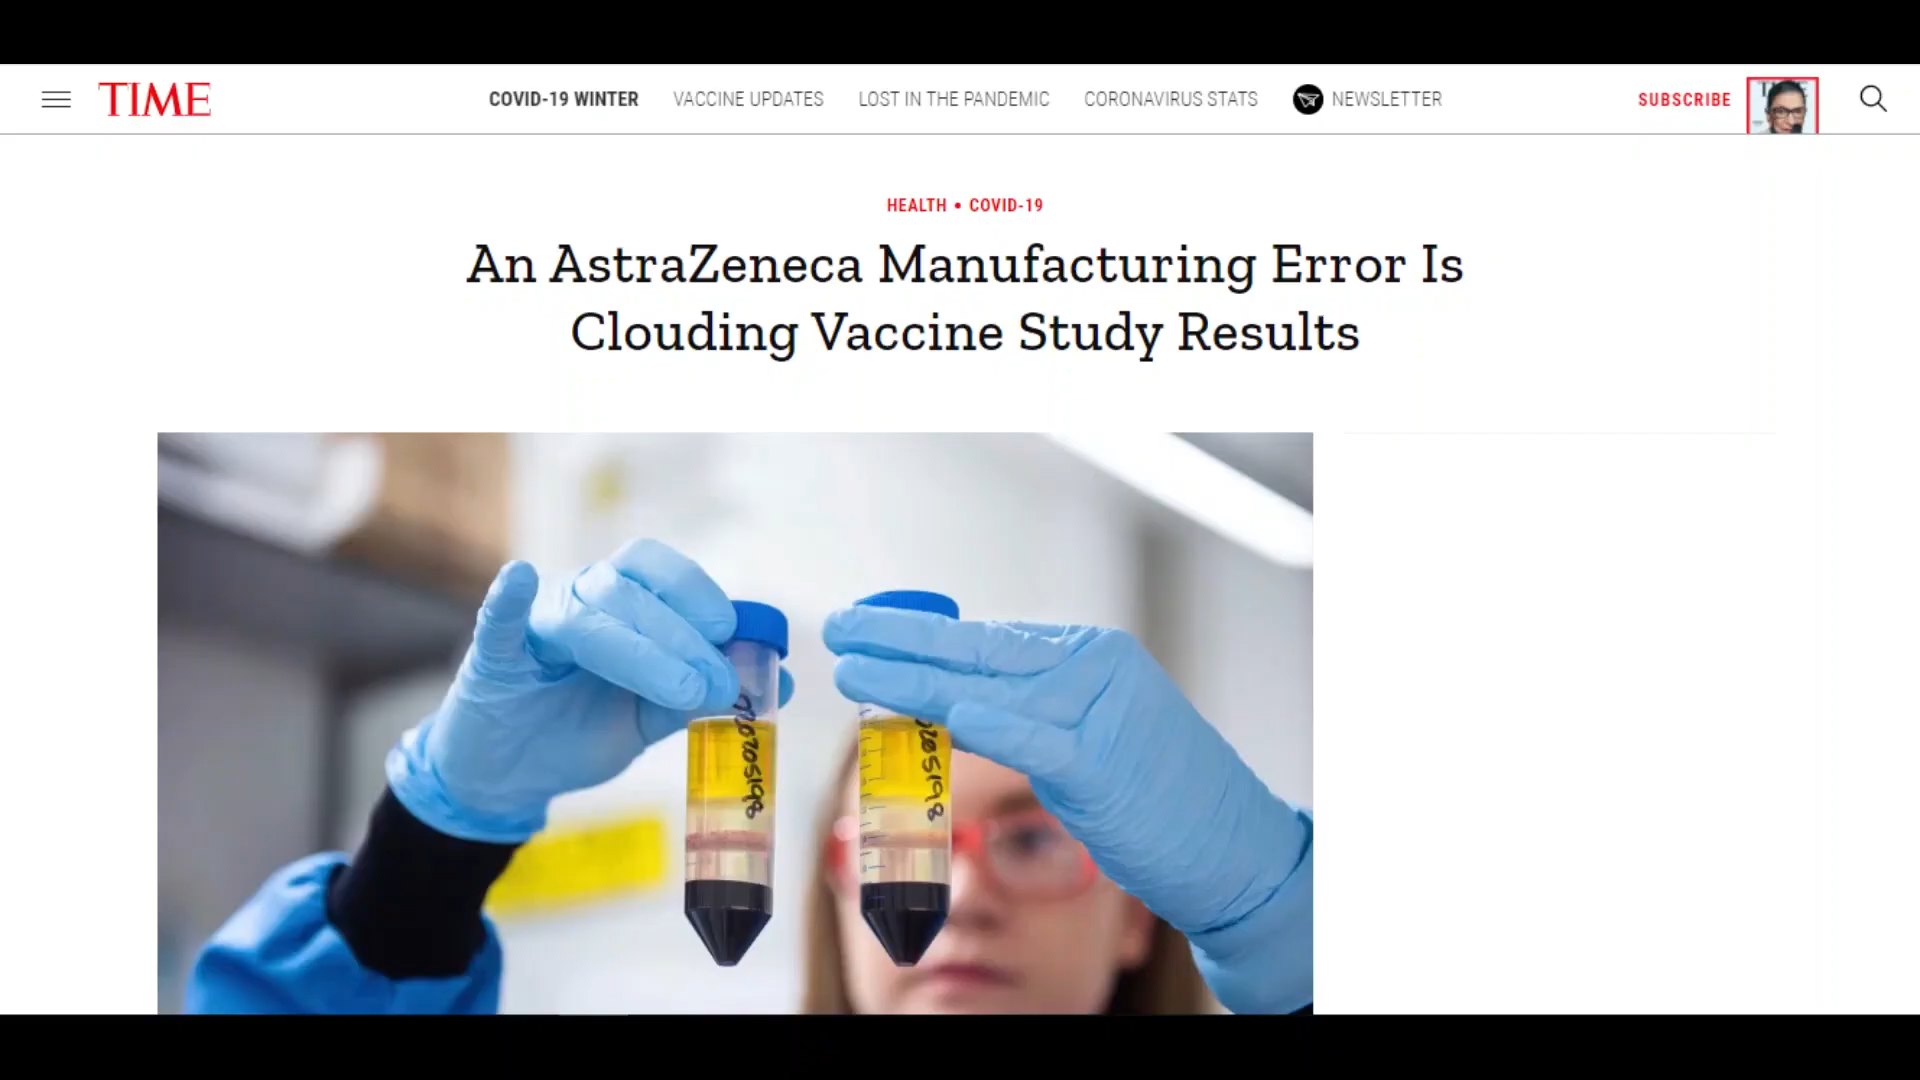 TIME
COVID-19 WINTER
VACCINE UPDATES
LOST IN THE PANDEMIC
CORONAVIRUS STATS
NEWSLETTER
SUBSCRIBE
HEALTH • COVID-19
An AstraZeneca Manufacturing Error Is
Clouding Vaccine Study Results